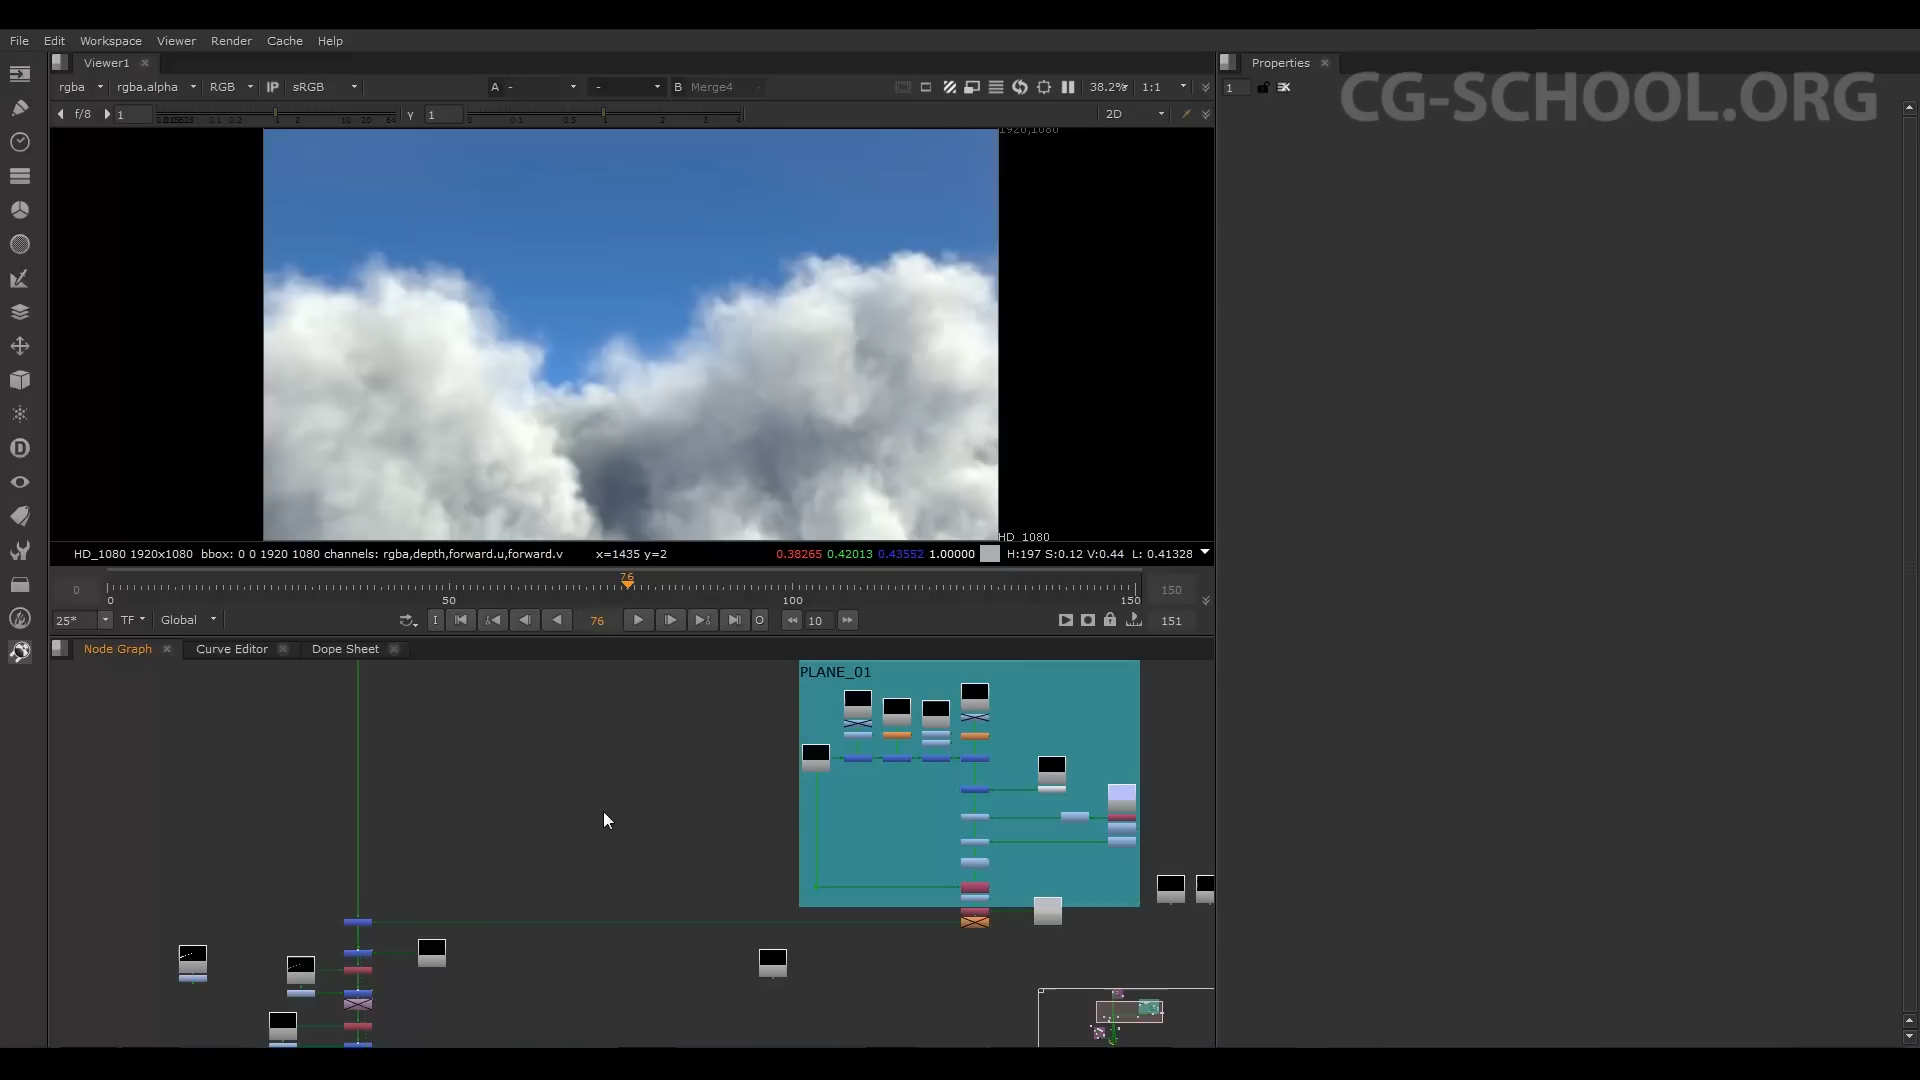 File Edit Workspace Viewer Render Cache Help
Viewer1
Properties
CG-SCHOOL.ORG
rgba rgba.alpha RGB IP sRGB A - - B Merge4 38.2% 1:1
1
f/8 1 γ 1 2D
1920,1080
HD_1080
HD_1080 1920x1080 bbox: 0 0 1920 1080 channels: rgba,depth,forward.u,forward.v x=1435 y=2 0.38265 0.42013 0.43552 1.00000 H:197 S:0.12 V:0.44 L: 0.41328
76
0 150
0 50 100 150
25* TF Global I 76 O 10 151
Node Graph Curve Editor Dope Sheet
PLANE_01